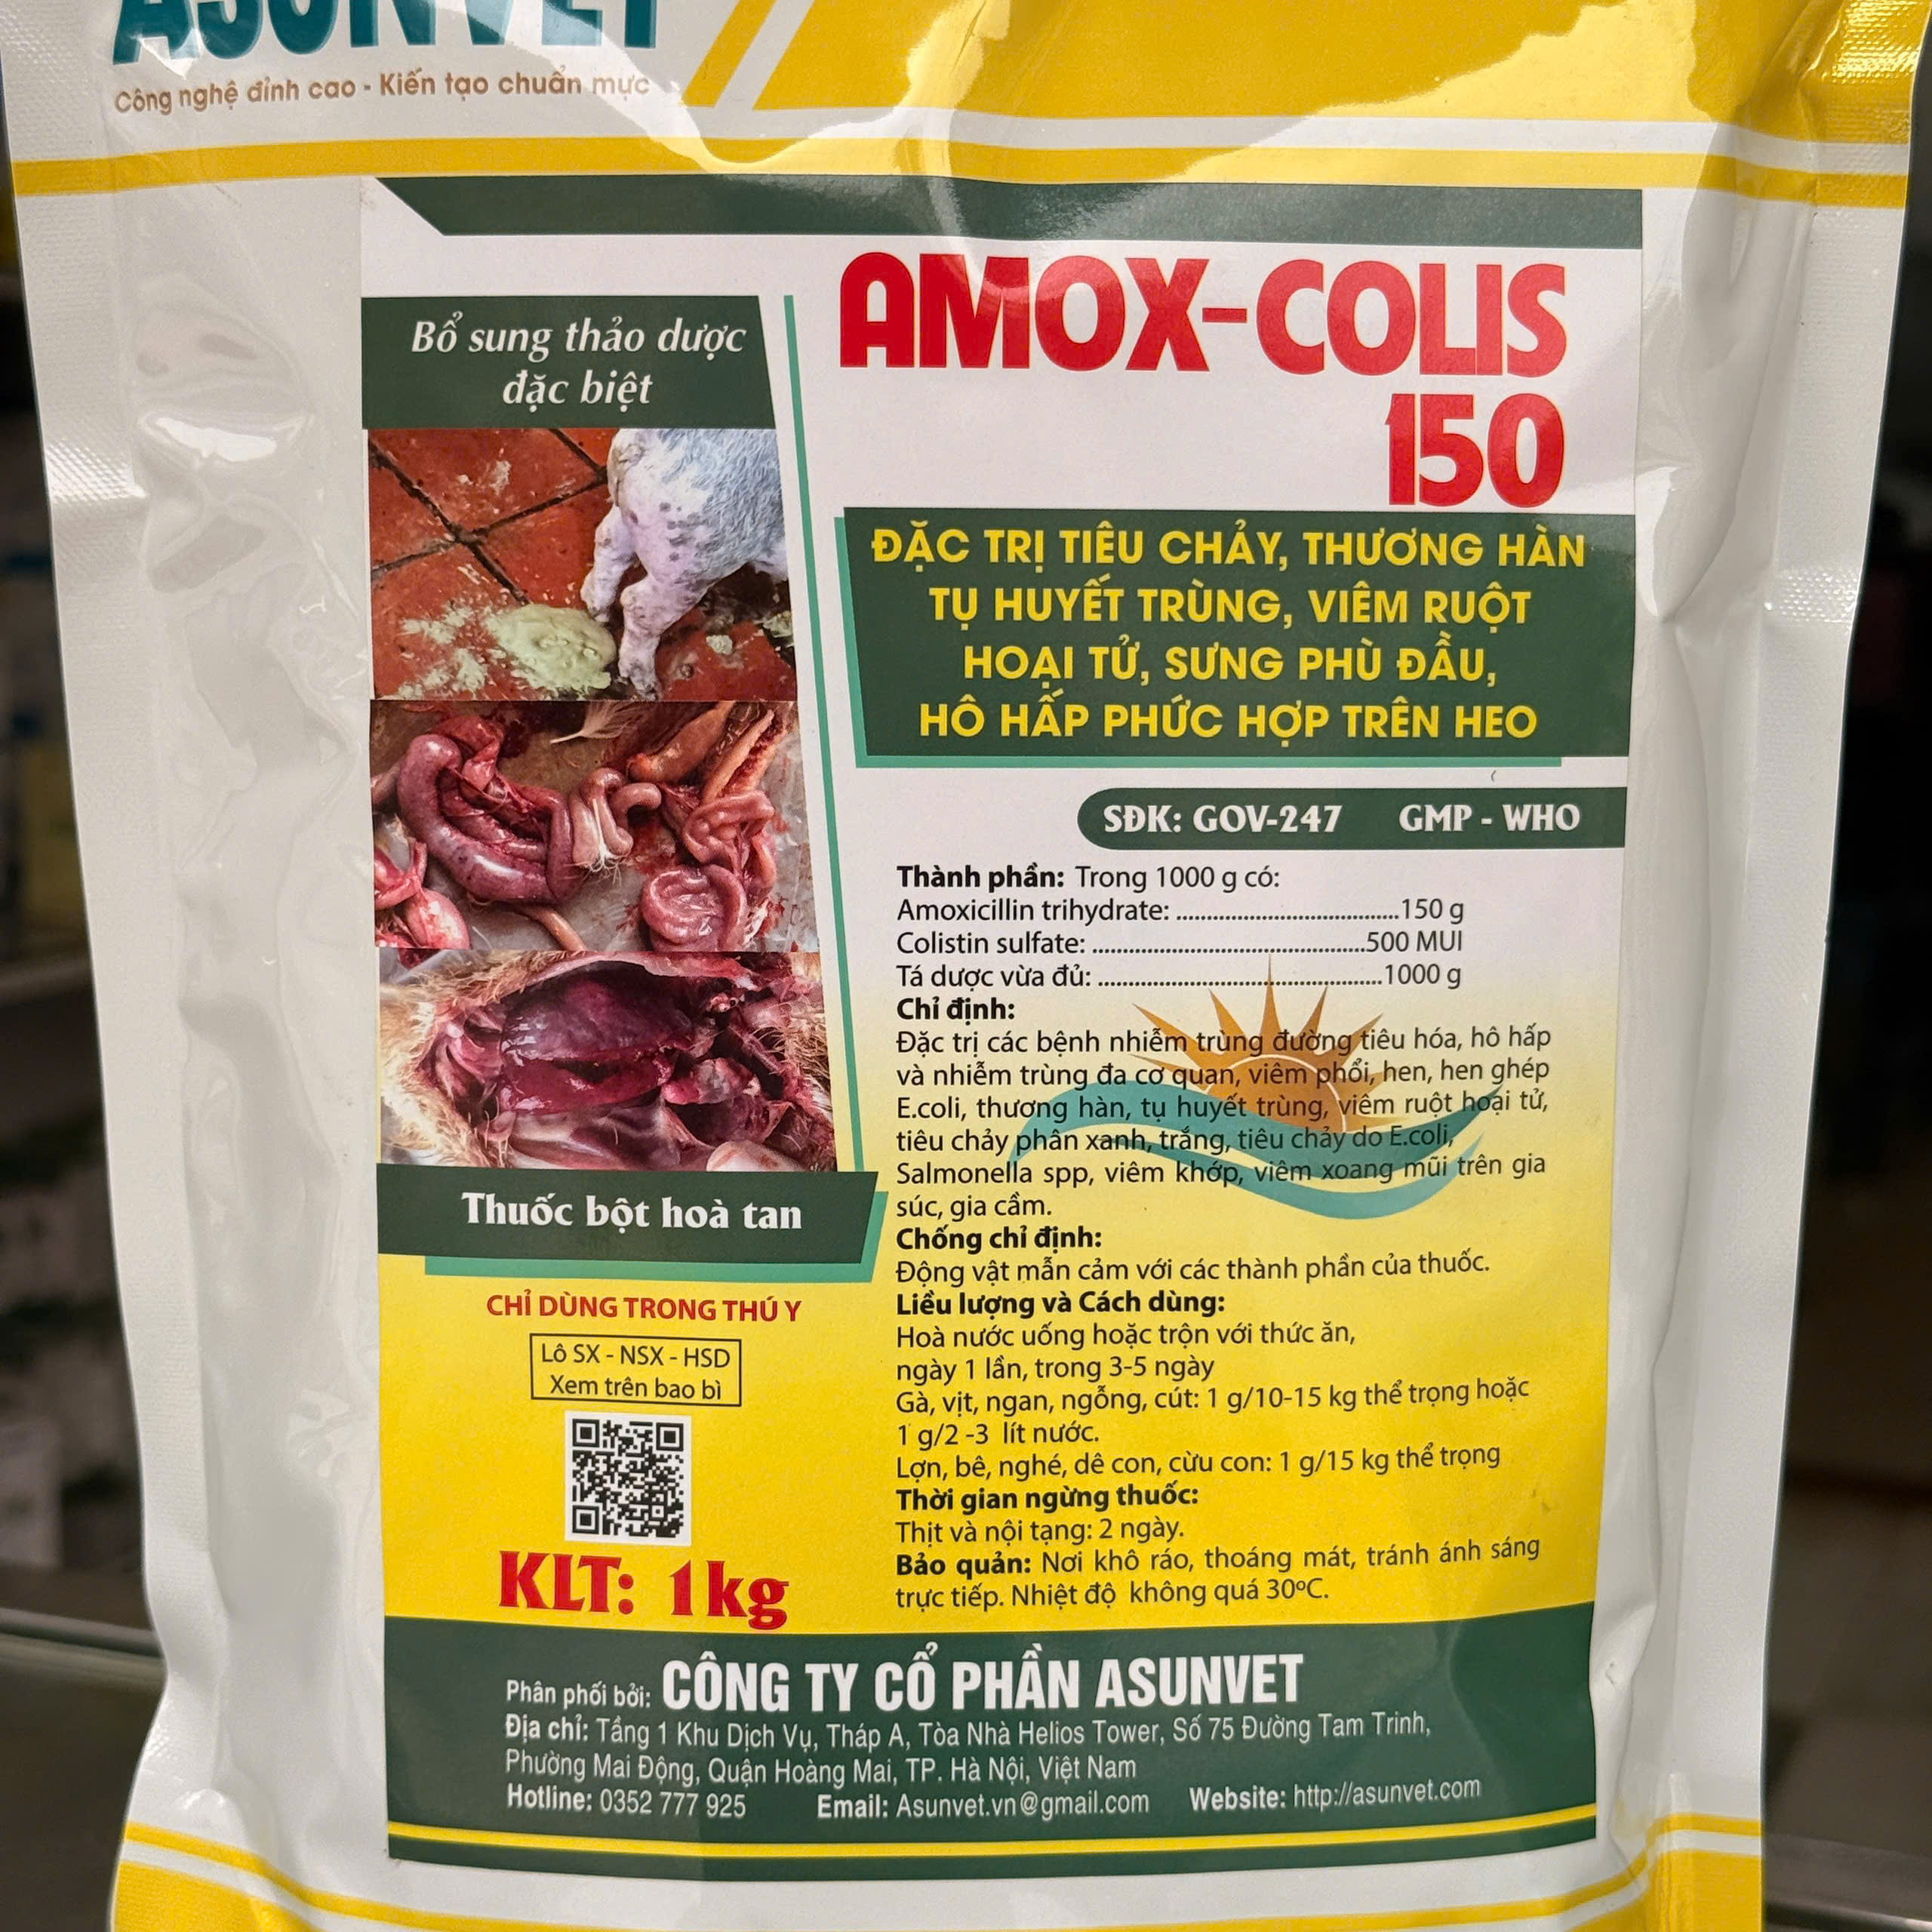 ASUNVET
Công nghệ đỉnh cao - Kiến tạo chuẩn mực
Bổ sung thảo dược
đặc biệt
AMOX-COLIS
150
ĐẶC TRỊ TIÊU CHẢY, THƯƠNG HÀN
TỤ HUYẾT TRÙNG, VIÊM RUỘT
HOẠI TỬ, SƯNG PHÙ ĐẦU,
HÔ HẤP PHỨC HỢP TRÊN HEO
SĐK: GOV-247 GMP - WHO
Thành phần: Trong 1000 g có:
Amoxicillin trihydrate: ......................................150 g
Colistin sulfate: ...............................................500 MUI
Tá dược vừa đủ: .................................................1000 g
Chỉ định:
Đặc trị các bệnh nhiễm trùng đường tiêu hóa, hô hấp
và nhiễm trùng đa cơ quan, viêm phổi, hen, hen ghép
E.coli, thương hàn, tụ huyết trùng, viêm ruột hoại tử,
tiêu chảy phân xanh, trắng, tiêu chảy do E.coli,
Salmonella spp, viêm khớp, viêm xoang mũi trên gia
súc, gia cầm.
Chống chỉ định:
Động vật mẫn cảm với các thành phần của thuốc.
Liều lượng và Cách dùng:
Hoà nước uống hoặc trộn với thức ăn,
ngày 1 lần, trong 3-5 ngày
Gà, vịt, ngan, ngỗng, cút: 1 g/10-15 kg thể trọng hoặc
1 g/2 -3 lít nước.
Lợn, bê, nghé, dê con, cừu con: 1 g/15 kg thể trọng
Thời gian ngừng thuốc:
Thịt và nội tạng: 2 ngày.
Bảo quản: Nơi khô ráo, thoáng mát, tránh ánh sáng
trực tiếp. Nhiệt độ không quá 30ºC.
Thuốc bột hoà tan
CHỈ DÙNG TRONG THÚ Y
Lô SX - NSX - HSD
Xem trên bao bì
KLT: 1kg
Phân phối bởi: CÔNG TY CỔ PHẦN ASUNVET
Địa chỉ: Tầng 1 Khu Dịch Vụ, Tháp A, Tòa Nhà Helios Tower, Số 75 Đường Tam Trinh,
Phường Mai Động, Quận Hoàng Mai, TP. Hà Nội, Việt Nam
Hotline: 0352 777 925 Email: Asunvet.vn@gmail.com Website: http://asunvet.com